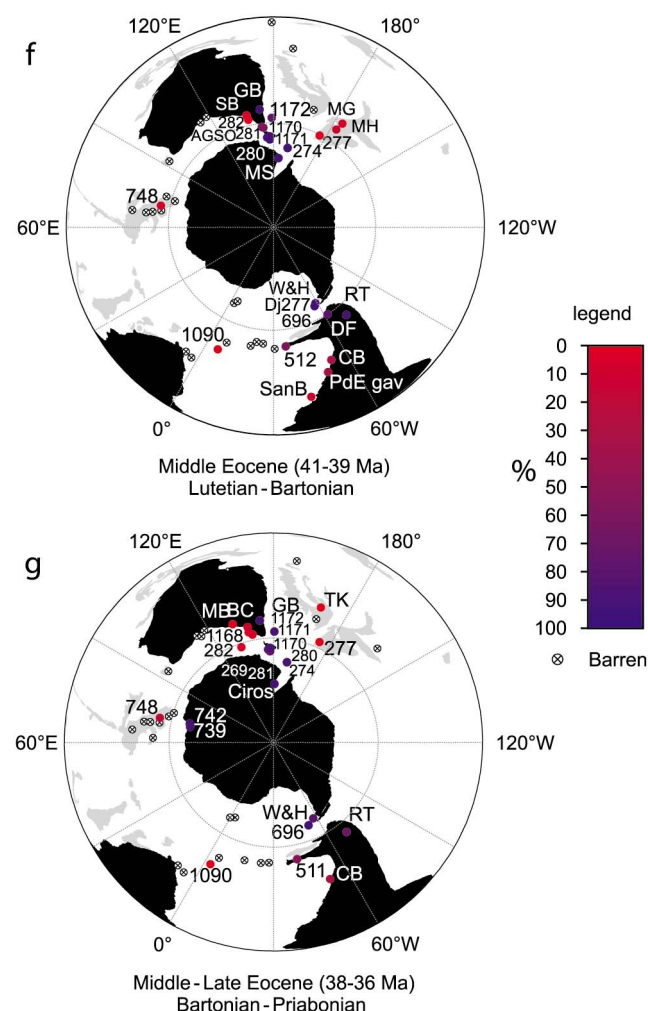 f
120°E
180°
GB
SB
1172
MG
MH
282
AGSO
281
1170
1171
277
274
280
MS
748
60°E
120°W
W&H
Dj277
696
RT
DF
1090
512
CB
PdE gav
SanB
0°
60°W
Middle Eocene (41-39 Ma)
Lutetian-Bartonian
legend
0
10
20
30
40
50
60
70
80
90
100
%
Barren
g
120°E
180°
MB
BC
GB
TK
1172
1171
1168
1170
277
282
280
274
269
281
Ciros
748
742
739
60°E
120°W
W&H
696
RT
511
CB
1090
0°
60°W
Middle-Late Eocene (38-36 Ma)
Bartonian-Priabonian